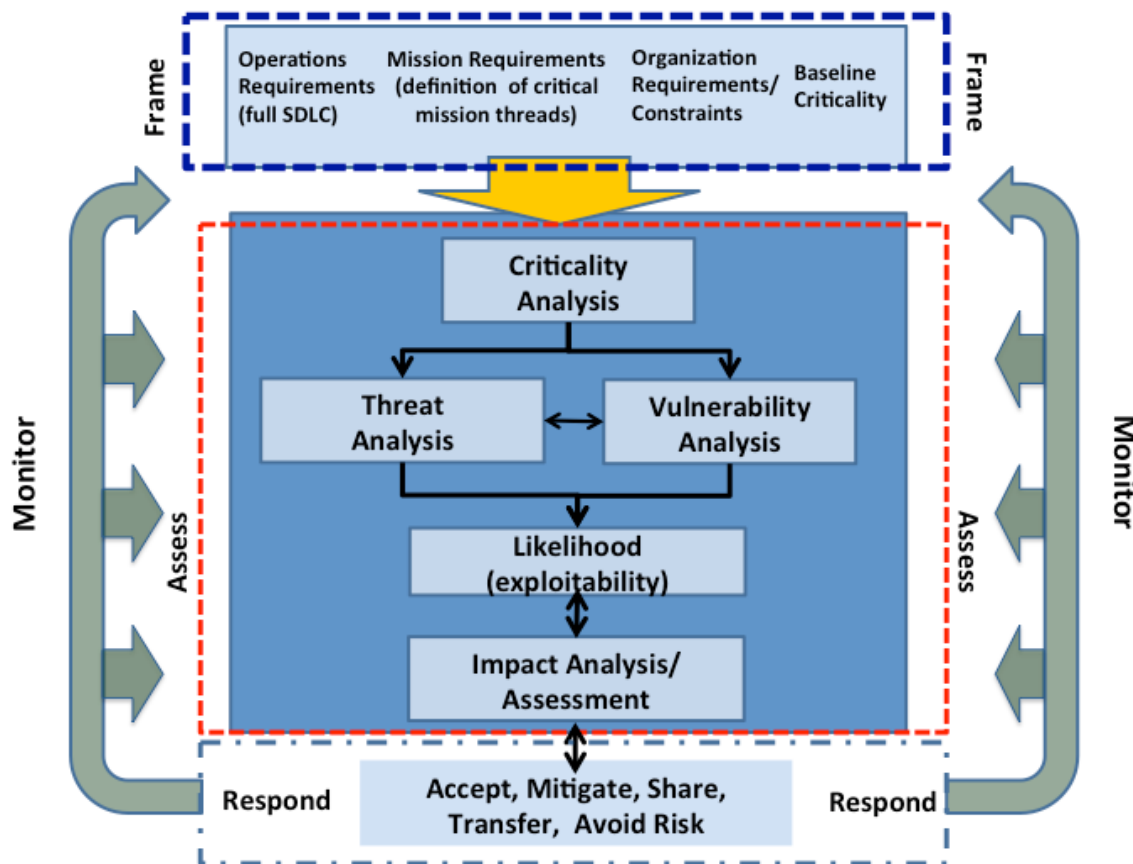 Frame
Operations
Requirements
(full SDLC)
Mission Requirements
(definition of critical
mission threads)
Organization
Requirements/
Constraints
Baseline
Criticality
Frame
Monitor
Assess
Criticality
Analysis
Threat
Analysis
Vulnerability
Analysis
Likelihood
(exploitability)
Impact Analysis/
Assessment
Assess
Monitor
Respond
Accept, Mitigate, Share,
Transfer, Avoid Risk
Respond